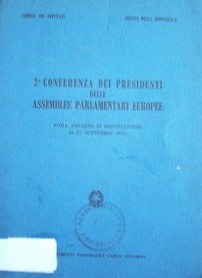 CAMERA DEI DEPUTATI SENATO DELLA REPUBBLICA
2ª CONFERENZA DEI PRESIDENTI
DELLE
ASSEMBLEE PARLAMENTARI EUROPEE
ROMA PALAZZO DI MONTECITORIO
CARLO COLOMBO